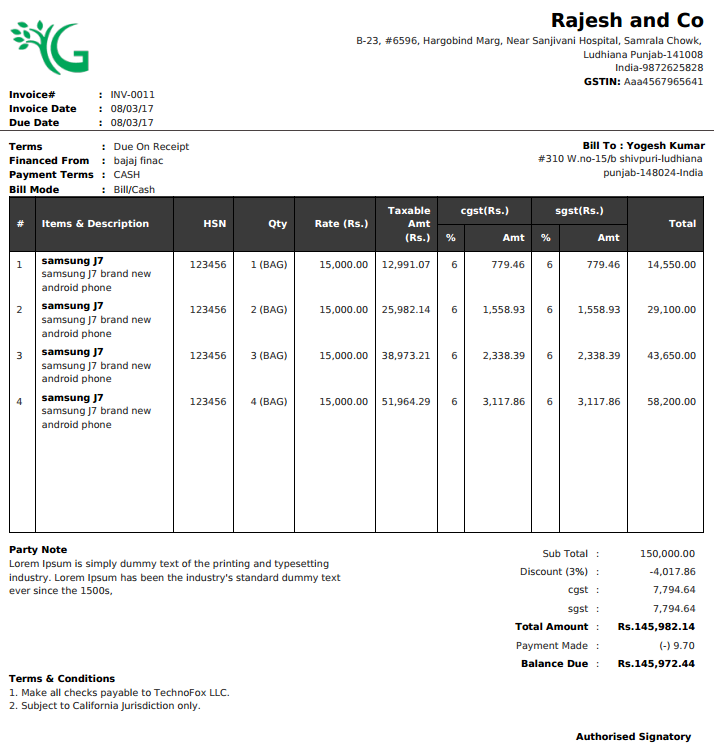 G
Rajesh and Co
B-23, #6596, Hargobind Marg, Near Sanjivani Hospital, Samrala Chowk,
Ludhiana Punjab-141008
India-9872625828
GSTIN: Aaa4567965641
Invoice# : INV-0011
Invoice Date : 08/03/17
Due Date : 08/03/17
Terms : Due On Receipt
Financed From : bajaj finac
Payment Terms : CASH
Bill Mode : Bill/Cash
Bill To : Yogesh Kumar
#310 W.no-15/b shivpuri-ludhiana
punjab-148024-India
# Items & Description HSN Qty Rate (Rs.) Taxable Amt (Rs.) cgst(Rs.) sgst(Rs.) Total
% Amt % Amt
1 samsung J7 123456 1 (BAG) 15,000.00 12,991.07 6 779.46 6 779.46 14,550.00
samsung J7 brand new
android phone
2 samsung J7 123456 2 (BAG) 15,000.00 25,982.14 6 1,558.93 6 1,558.93 29,100.00
samsung J7 brand new
android phone
3 samsung J7 123456 3 (BAG) 15,000.00 38,973.21 6 2,338.39 6 2,338.39 43,650.00
samsung J7 brand new
android phone
4 samsung J7 123456 4 (BAG) 15,000.00 51,964.29 6 3,117.86 6 3,117.86 58,200.00
samsung J7 brand new
android phone
Party Note
Lorem Ipsum is simply dummy text of the printing and typesetting
industry. Lorem Ipsum has been the industry's standard dummy text
ever since the 1500s,
Sub Total : 150,000.00
Discount (3%) : -4,017.86
cgst : 7,794.64
sgst : 7,794.64
Total Amount : Rs.145,982.14
Payment Made : (-) 9.70
Balance Due : Rs.145,972.44
Terms & Conditions
1. Make all checks payable to TechnoFox LLC.
2. Subject to California Jurisdiction only.
Authorised Signatory